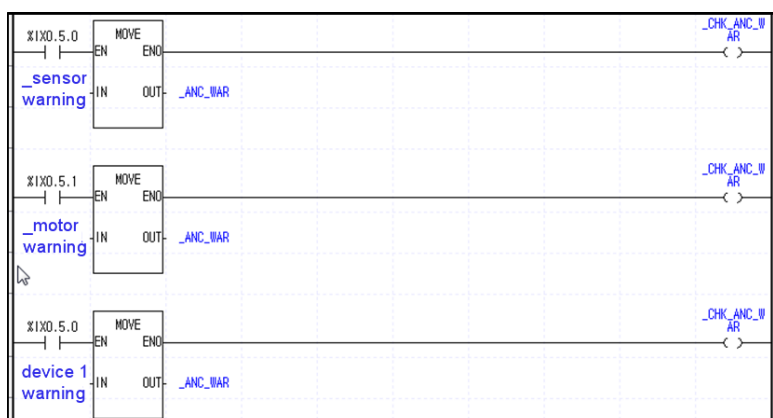 _CHK_ANC_W
AR
%IX0.5.0
MOVE
EN ENO
_sensor
warning
IN OUT _ANC_WAR
_CHK_ANC_W
AR
%IX0.5.1
MOVE
EN ENO
_motor
warning
IN OUT _ANC_WAR
_CHK_ANC_W
AR
%IX0.5.0
MOVE
EN ENO
device 1
warning
IN OUT _ANC_WAR